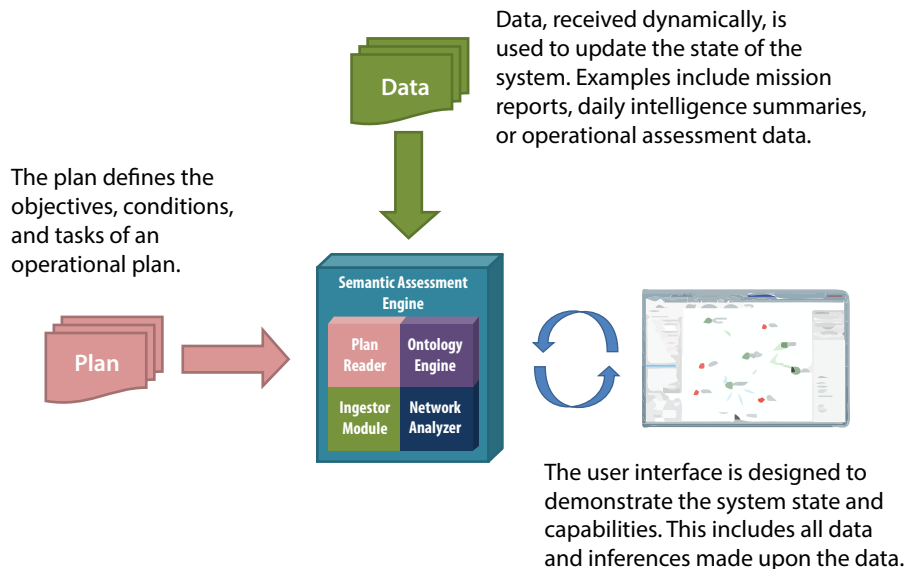 Data, received dynamically, is
used to update the state of the
system. Examples include mission
reports, daily intelligence summaries,
or operational assessment data.
Data
The plan defines the
objectives, conditions,
and tasks of an
operational plan.
Plan
Semantic Assessment
Engine
Plan
Reader
Ontology
Engine
Ingestor
Module
Network
Analyzer
The user interface is designed to
demonstrate the system state and
capabilities. This includes all data
and inferences made upon the data.